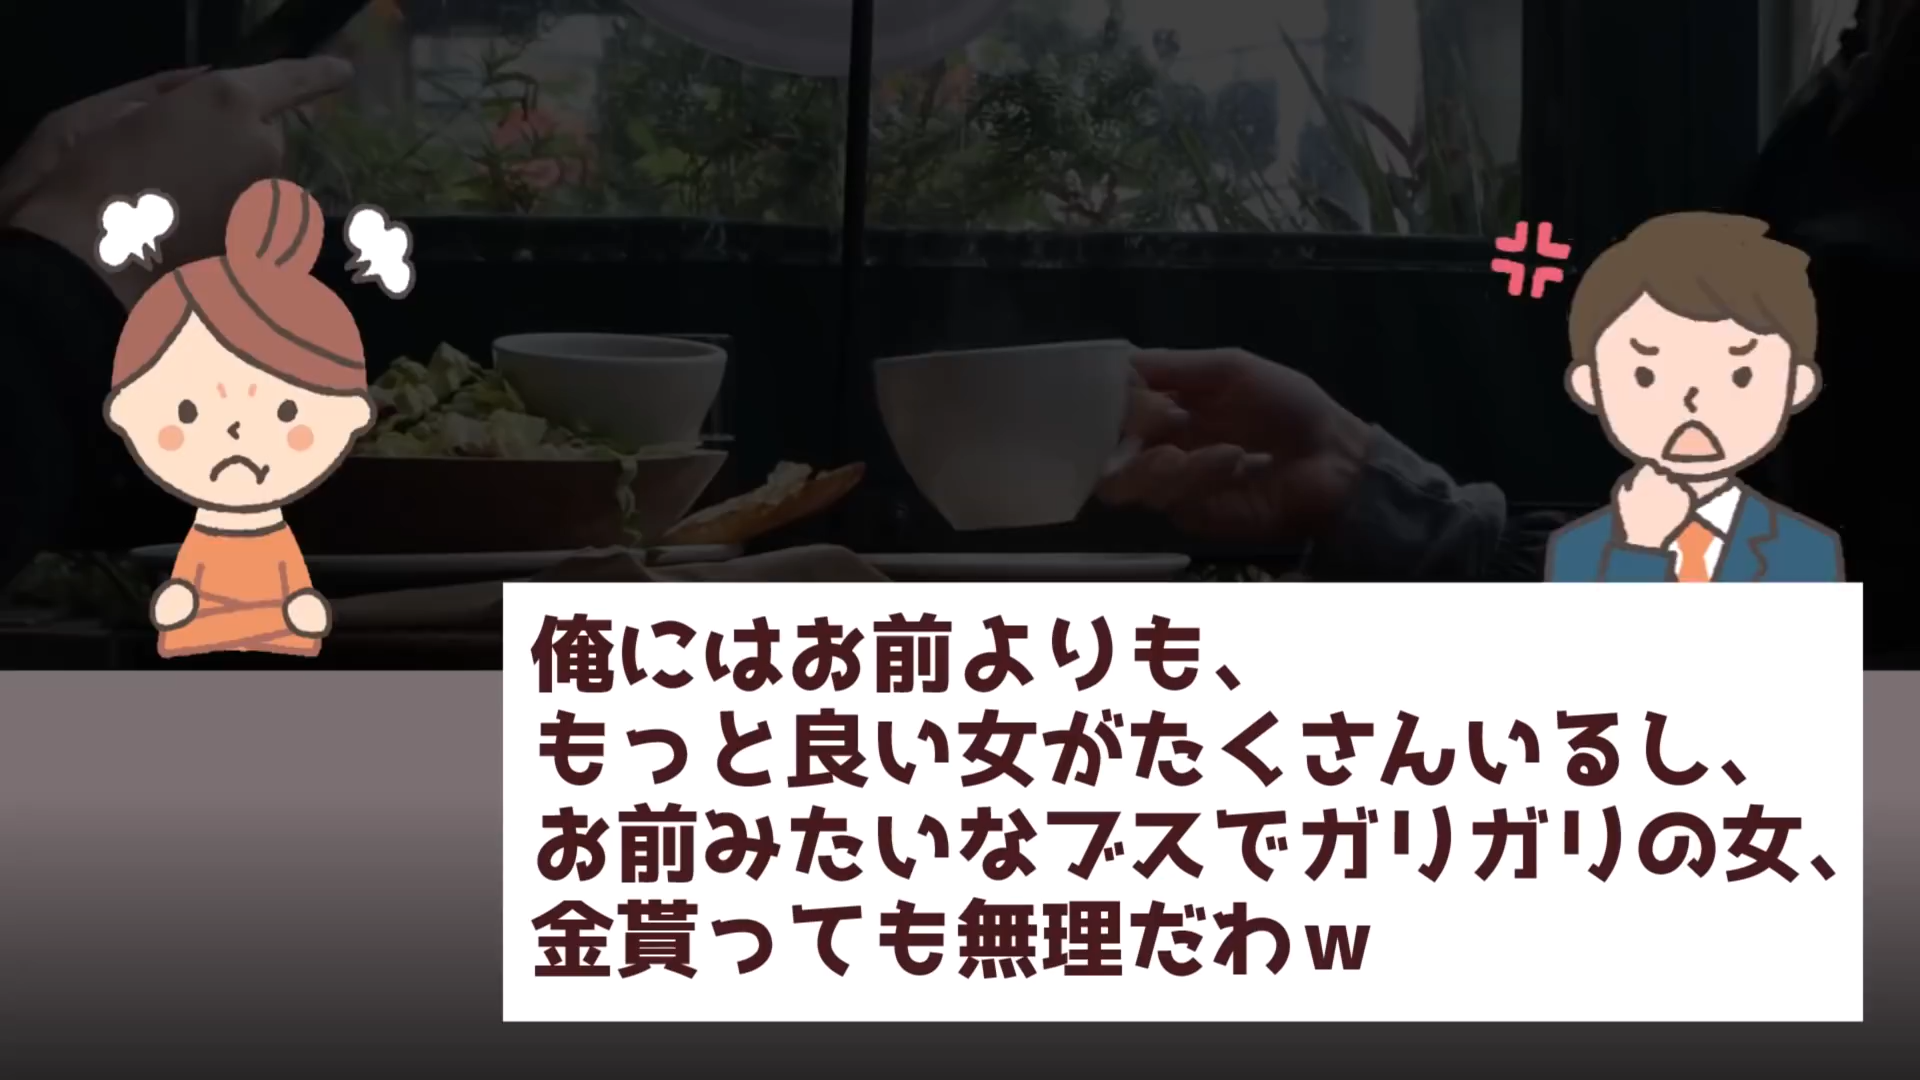 俺にはお前よりも、
もっと良い女がたくさんいるし、
お前みたいなブスでガリガリの女、
金貰っても無理だわw